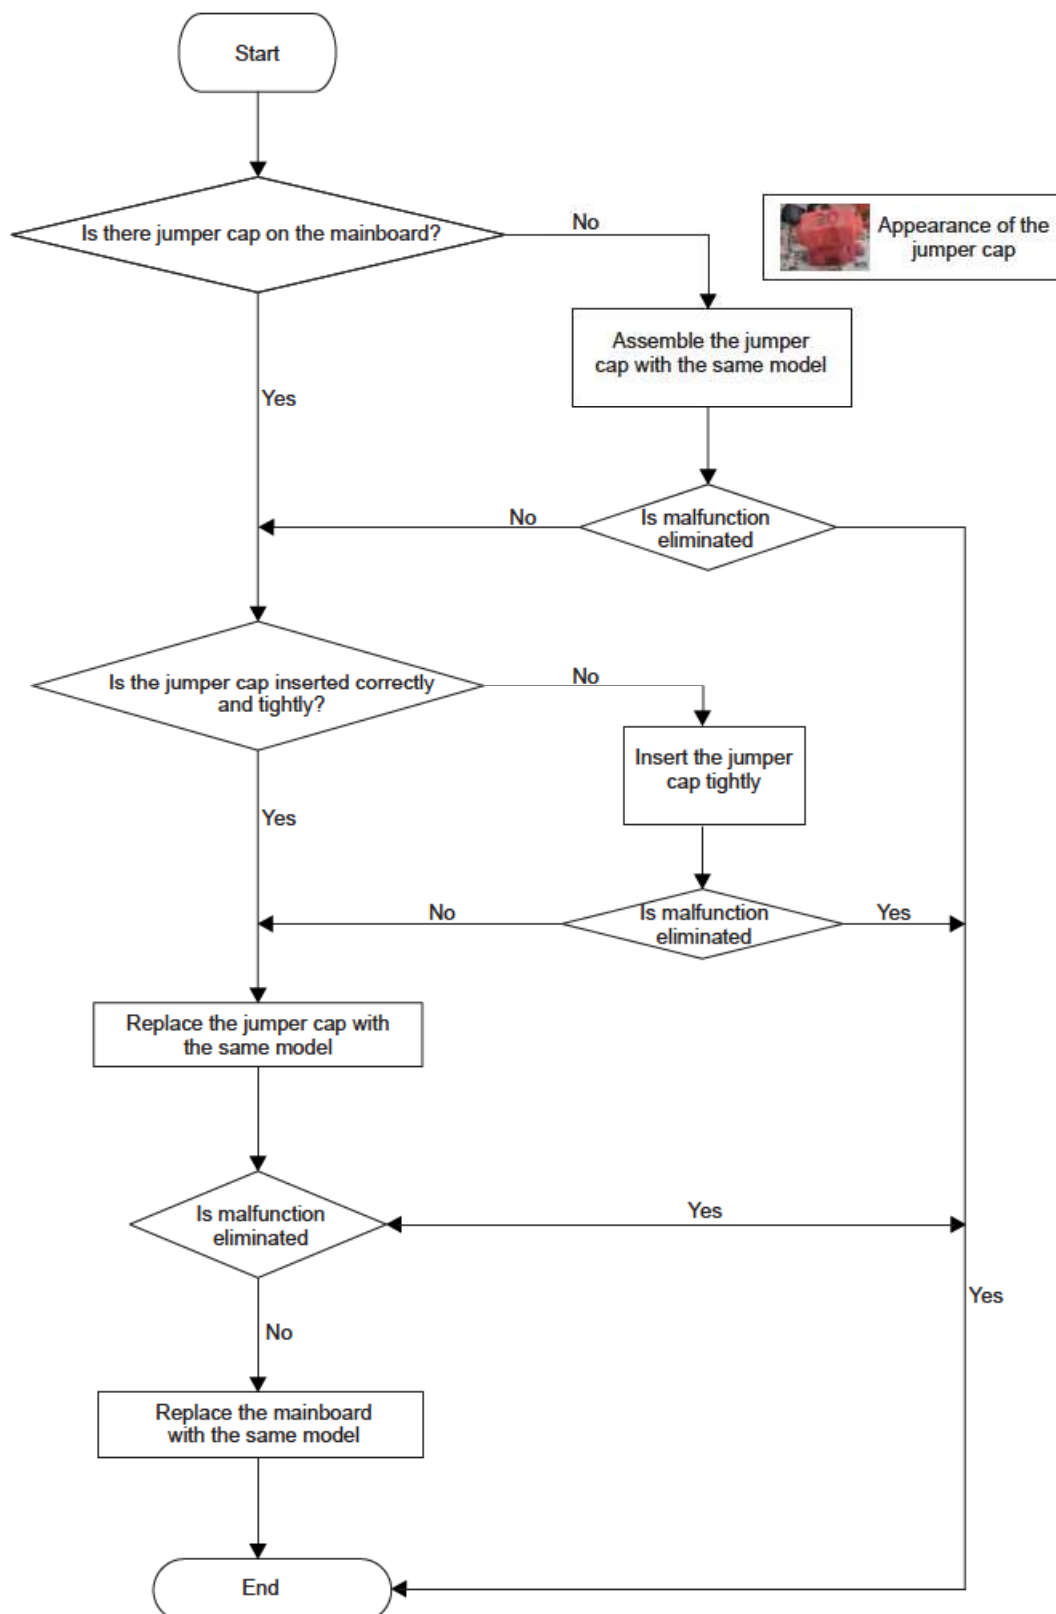 Start
Is there jumper cap on the mainboard?
No
Appearance of the
jumper cap
Assemble the jumper
cap with the same model
Yes
No
Is malfunction
eliminated
Is the jumper cap inserted correctly
and tightly?
No
Insert the jumper
cap tightly
Yes
No
Is malfunction
eliminated
Yes
Replace the jumper cap with
the same model
Is malfunction
eliminated
Yes
Yes
No
Replace the mainboard
with the same model
End